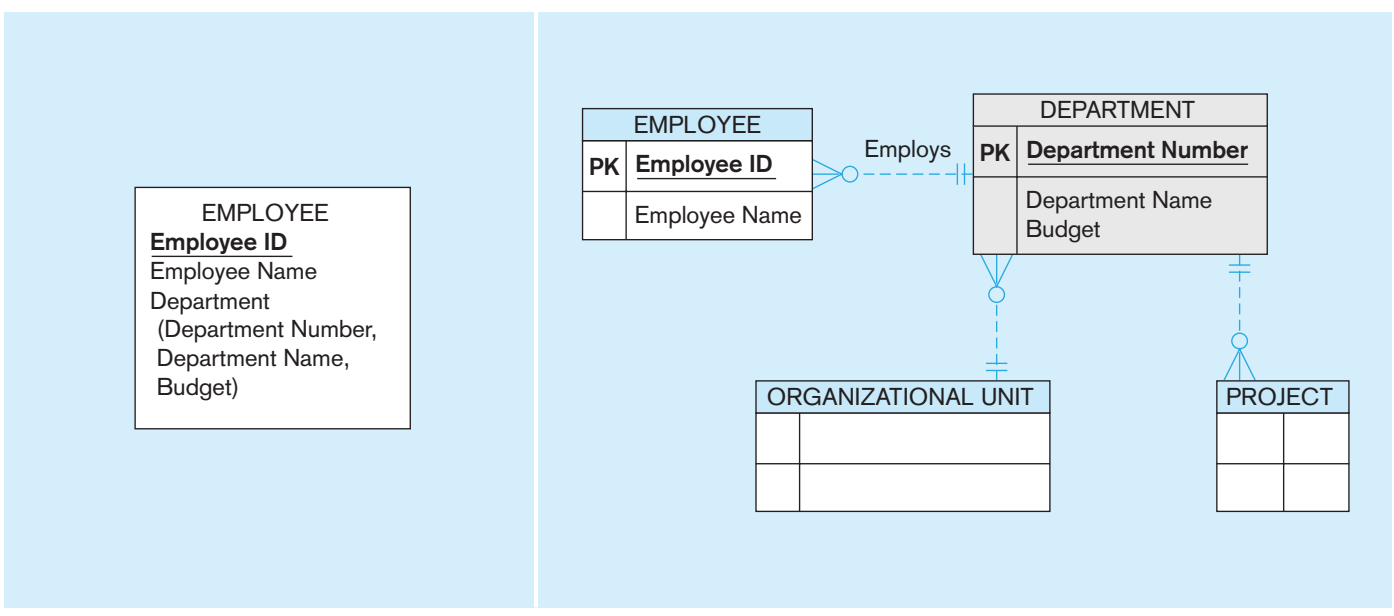 EMPLOYEE
Employee ID
Employee Name
Department
(Department Number,
Department Name,
Budget)
EMPLOYEE
PK Employee ID
Employee Name
Employs
DEPARTMENT
PK Department Number
Department Name
Budget
ORGANIZATIONAL UNIT
PROJECT